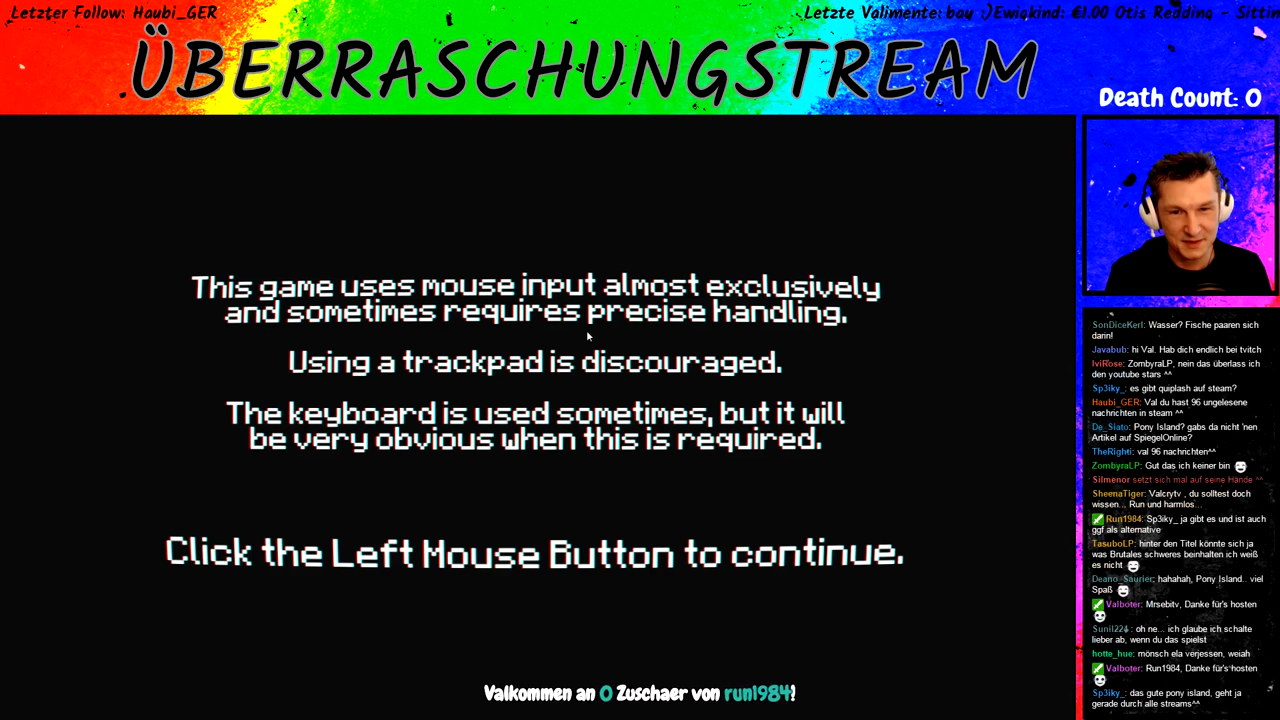 Letzter Follow: Haubi_GER
Letzte Valimente: bay :)Ewigkind: €1.00 Otis Redding - Sittin
ÜBERRASCHUNGSTREAM
Death Count: 0
This game uses mouse input almost exclusively
and sometimes requires precise handling.
Using a trackpad is discouraged.
The keyboard is used sometimes, but it will
be very obvious when this is required.
Click the Left Mouse Button to continue.
Valkommen an 0 Zuschaer von run1984!
SonDiceKerl: Wasser? Fische paaren sich
darin!
Javabub: hi Val. Hab dich endlich bei tvitch
IviRose: ZombyraLP, nein das überlass ich
den youtube stars ^^
Sp3iky_: es gibt quiplash auf steam?
Haubi_GER: Val du hast 96 ungelesene
nachrichten in steam ^^
De_Slato: Pony Island? gabs da nicht 'nen
Artikel auf SpiegelOnline?
TheRighti: val 96 nachrichten^^
ZombyraLP: Gut das ich keiner bin
Silmenor setzt sich mal auf seine Hände ^^
SheenaTiger: Valcrytv , du solltest doch
wissen... Run und harmlos...
Run1984: Sp3iky_ ja gibt es und ist auch
ggf als alternative
TasuboLP: hinter den Titel könnte sich ja
was Brutales schweres beinhalten ich weiß
es nicht
Deano_Saurier: hahahah, Pony Island.. viel
Spaß
Valboter: Mrsebitv, Danke für's hosten
Sunil224: oh ne... ich glaube ich schalte
lieber ab, wenn du das spielst
hotte_hue: mönsch ela verjessen, weiah
Valboter: Run1984, Danke für's hosten
Sp3iky_: das gute pony island, geht ja
gerade durch alle streams^^